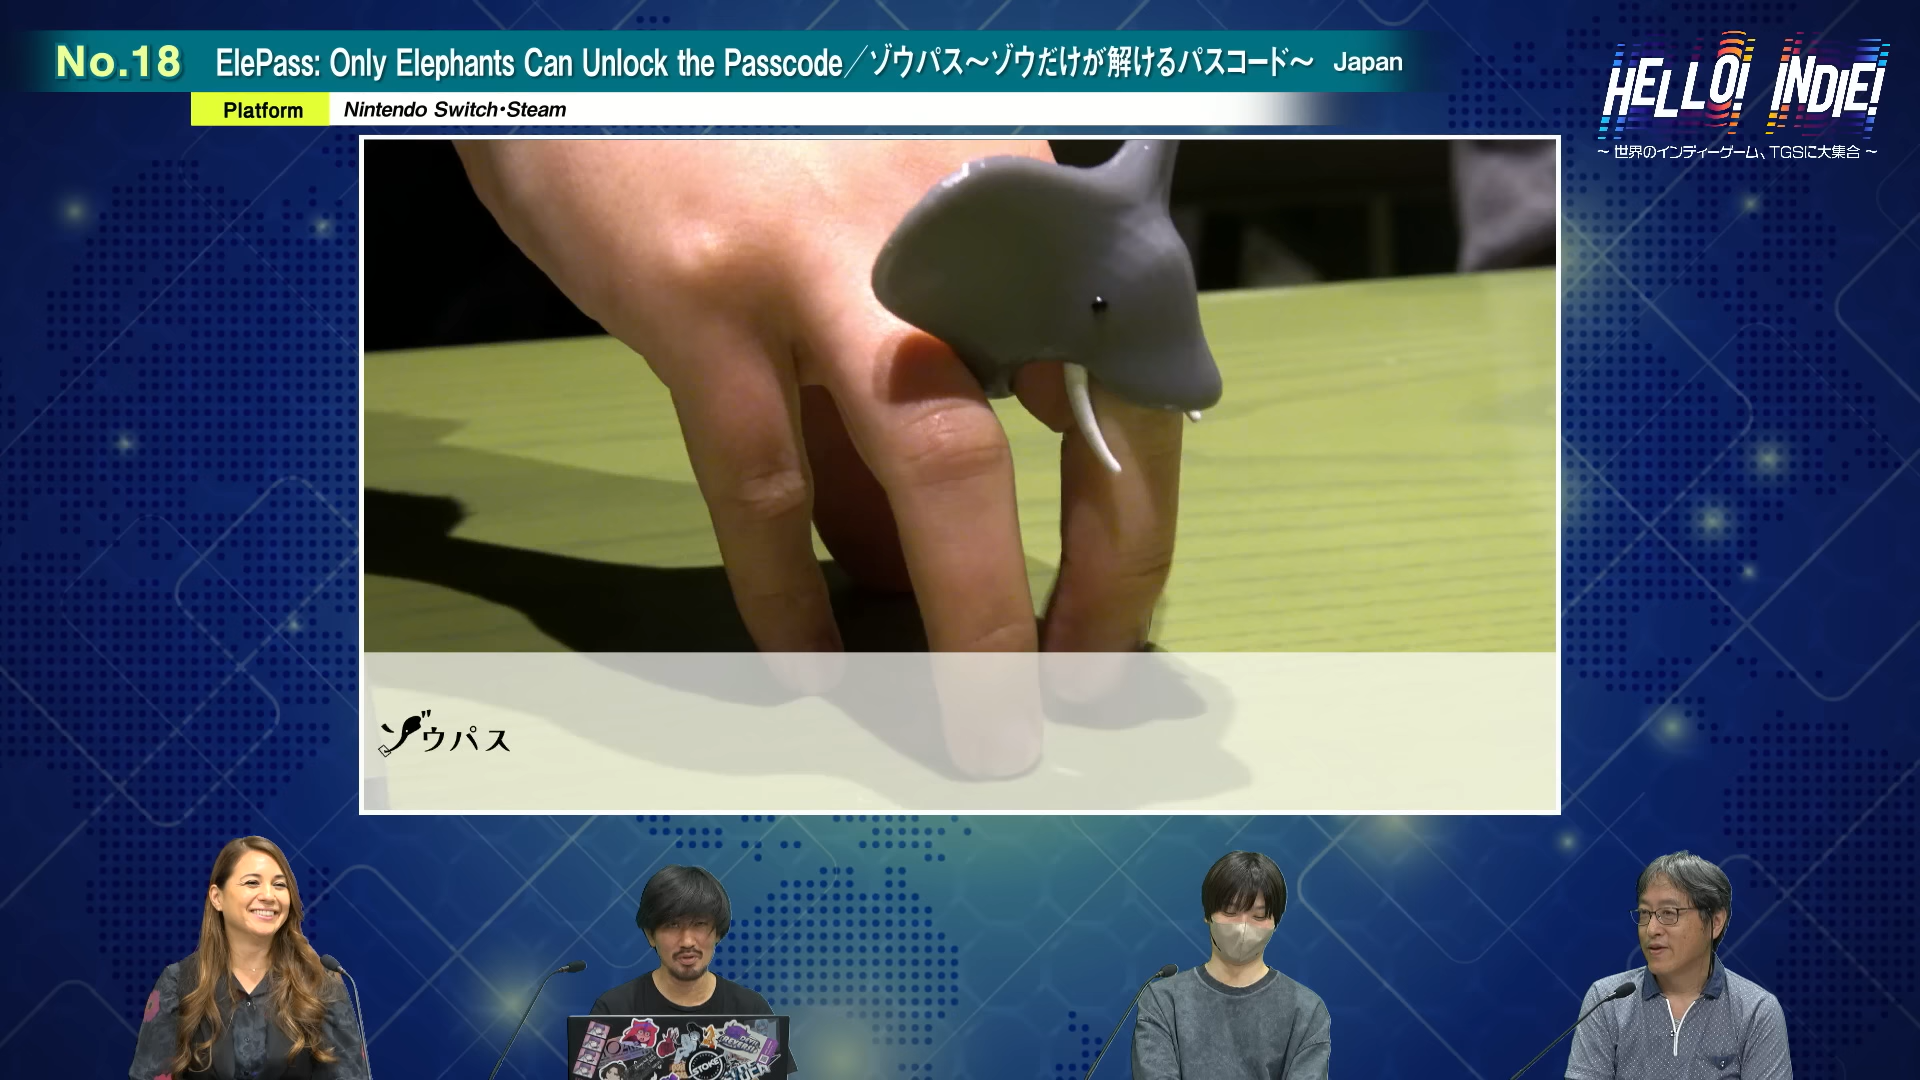 No.18 ElePass: Only Elephants Can Unlock the Passcode／ゾウパス～ゾウだけが解けるパスコード～ Japan
Platform Nintendo Switch・Steam
HELLO! INDIE!
～ 世界のインディーゲーム、TGSに大集合 ～
ゾウパス
STOKE